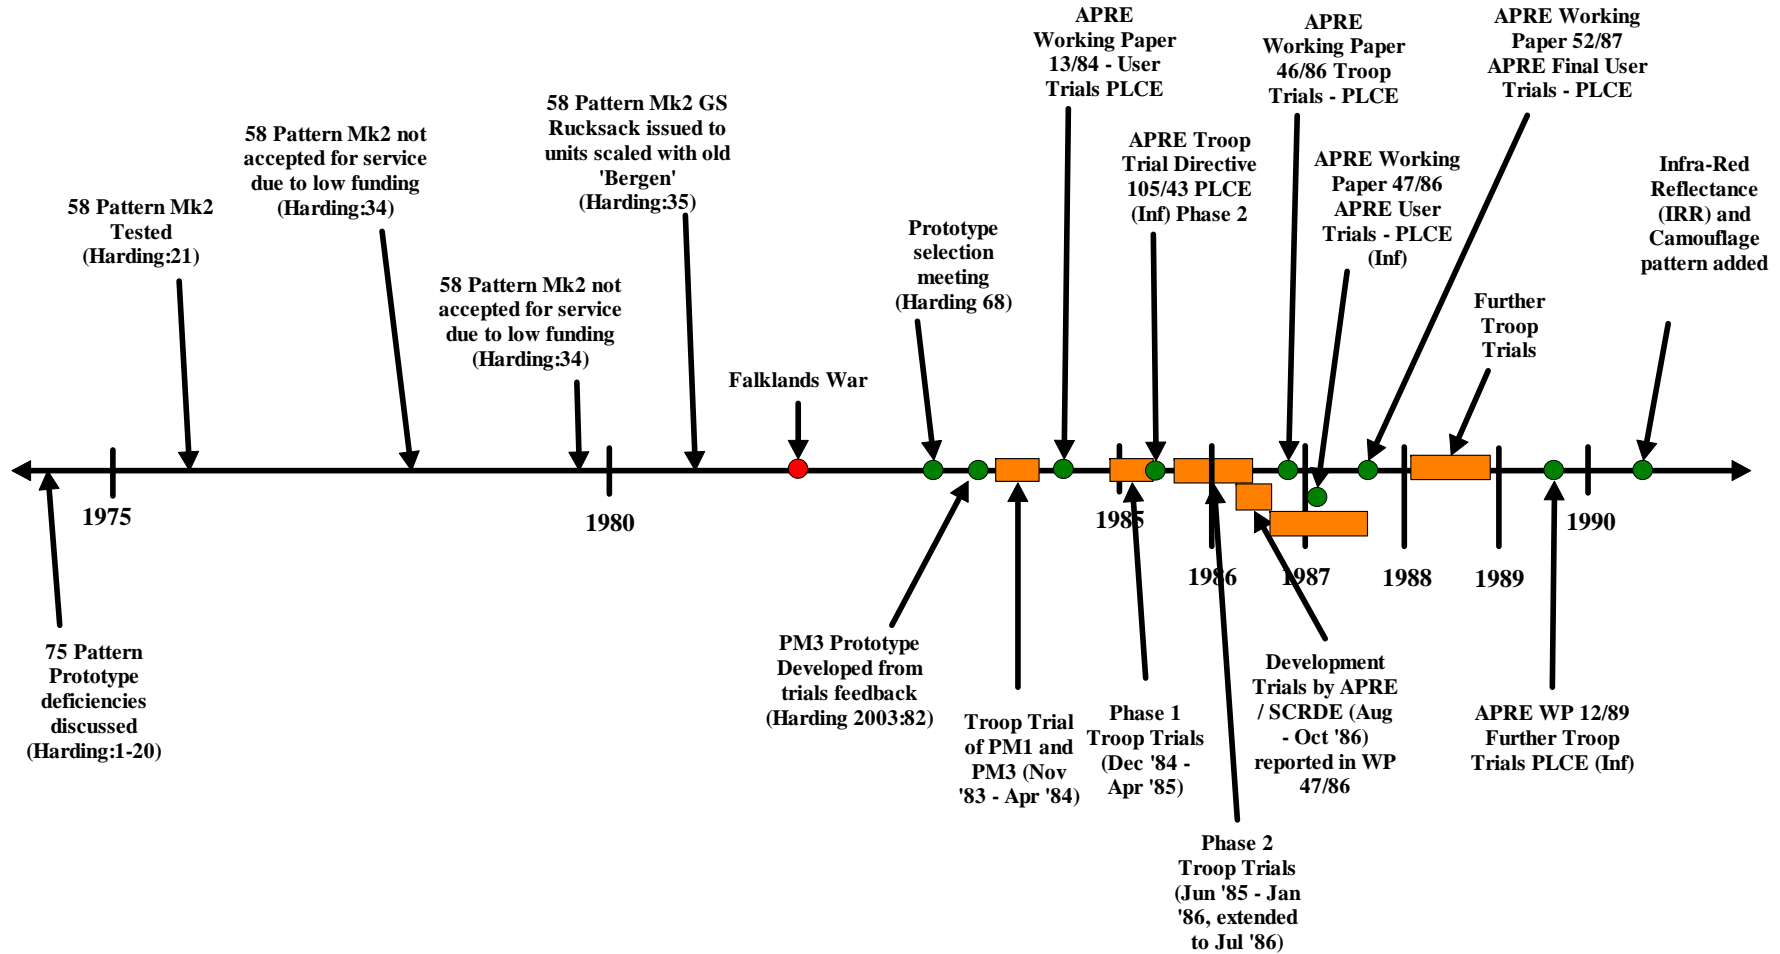 58 Pattern Mk2
Tested
(Harding:21)
58 Pattern Mk2 not
accepted for service
due to low funding
(Harding:34)
58 Pattern Mk2 not
accepted for service
due to low funding
(Harding:34)
58 Pattern Mk2 GS
Rucksack issued to
units scaled with old
'Bergen'
(Harding:35)
Falklands War
Prototype
selection
meeting
(Harding 68)
APRE
Working Paper
13/84 - User
Trials PLCE
APRE Troop
Trial Directive
105/43 PLCE
(Inf) Phase 2
APRE
Working Paper
46/86 Troop
Trials - PLCE
APRE Working
Paper 47/86
APRE User
Trials - PLCE
(Inf)
APRE Working
Paper 52/87
APRE Final User
Trials - PLCE
Further
Troop
Trials
Infra-Red
Reflectance
(IRR) and
Camouflage
pattern added
1975
1980
1985
1986
1987
1988
1989
1990
75 Pattern
Prototype
deficiencies
discussed
(Harding:1-20)
PM3 Prototype
Developed from
trials feedback
(Harding 2003:82)
Troop Trial
of PM1 and
PM3 (Nov
'83 - Apr '84)
Phase 1
Troop Trials
(Dec '84 -
Apr '85)
Phase 2
Troop Trials
(Jun '85 - Jan
'86, extended
to Jul '86)
Development
Trials by APRE
/ SCRDE (Aug
- Oct '86)
reported in WP
47/86
APRE WP 12/89
Further Troop
Trials PLCE (Inf)